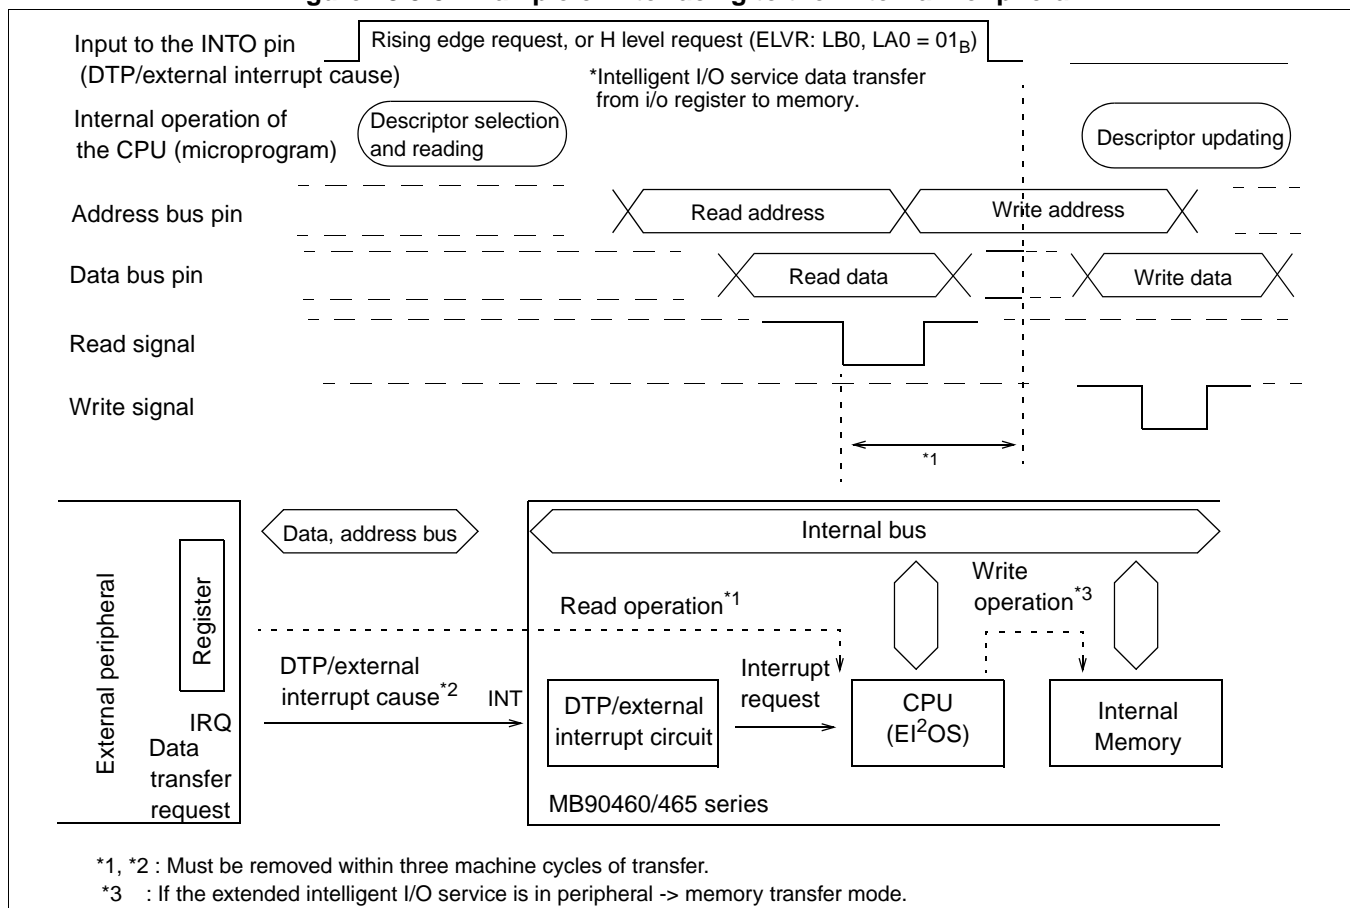 Input to the INTO pin
(DTP/external interrupt cause)
Rising edge request, or H level request (ELVR: LB0, LA0 = 01B)
*Intelligent I/O service data transfer
from i/o register to memory.
Internal operation of
the CPU (microprogram)
Descriptor selection
and reading
Descriptor updating
Address bus pin
Read address
Write address
Data bus pin
Read data
Write data
Read signal
Write signal
*1
External peripheral
Register
IRQ
Data
transfer
request
Data, address bus
Internal bus
Read operation*1
Write
operation*3
DTP/external
interrupt cause*2
INT
DTP/external
interrupt circuit
Interrupt
request
CPU
(EI2OS)
Internal
Memory
MB90460/465 series
*1, *2 : Must be removed within three machine cycles of transfer.
*3 : If the extended intelligent I/O service is in peripheral -> memory transfer mode.